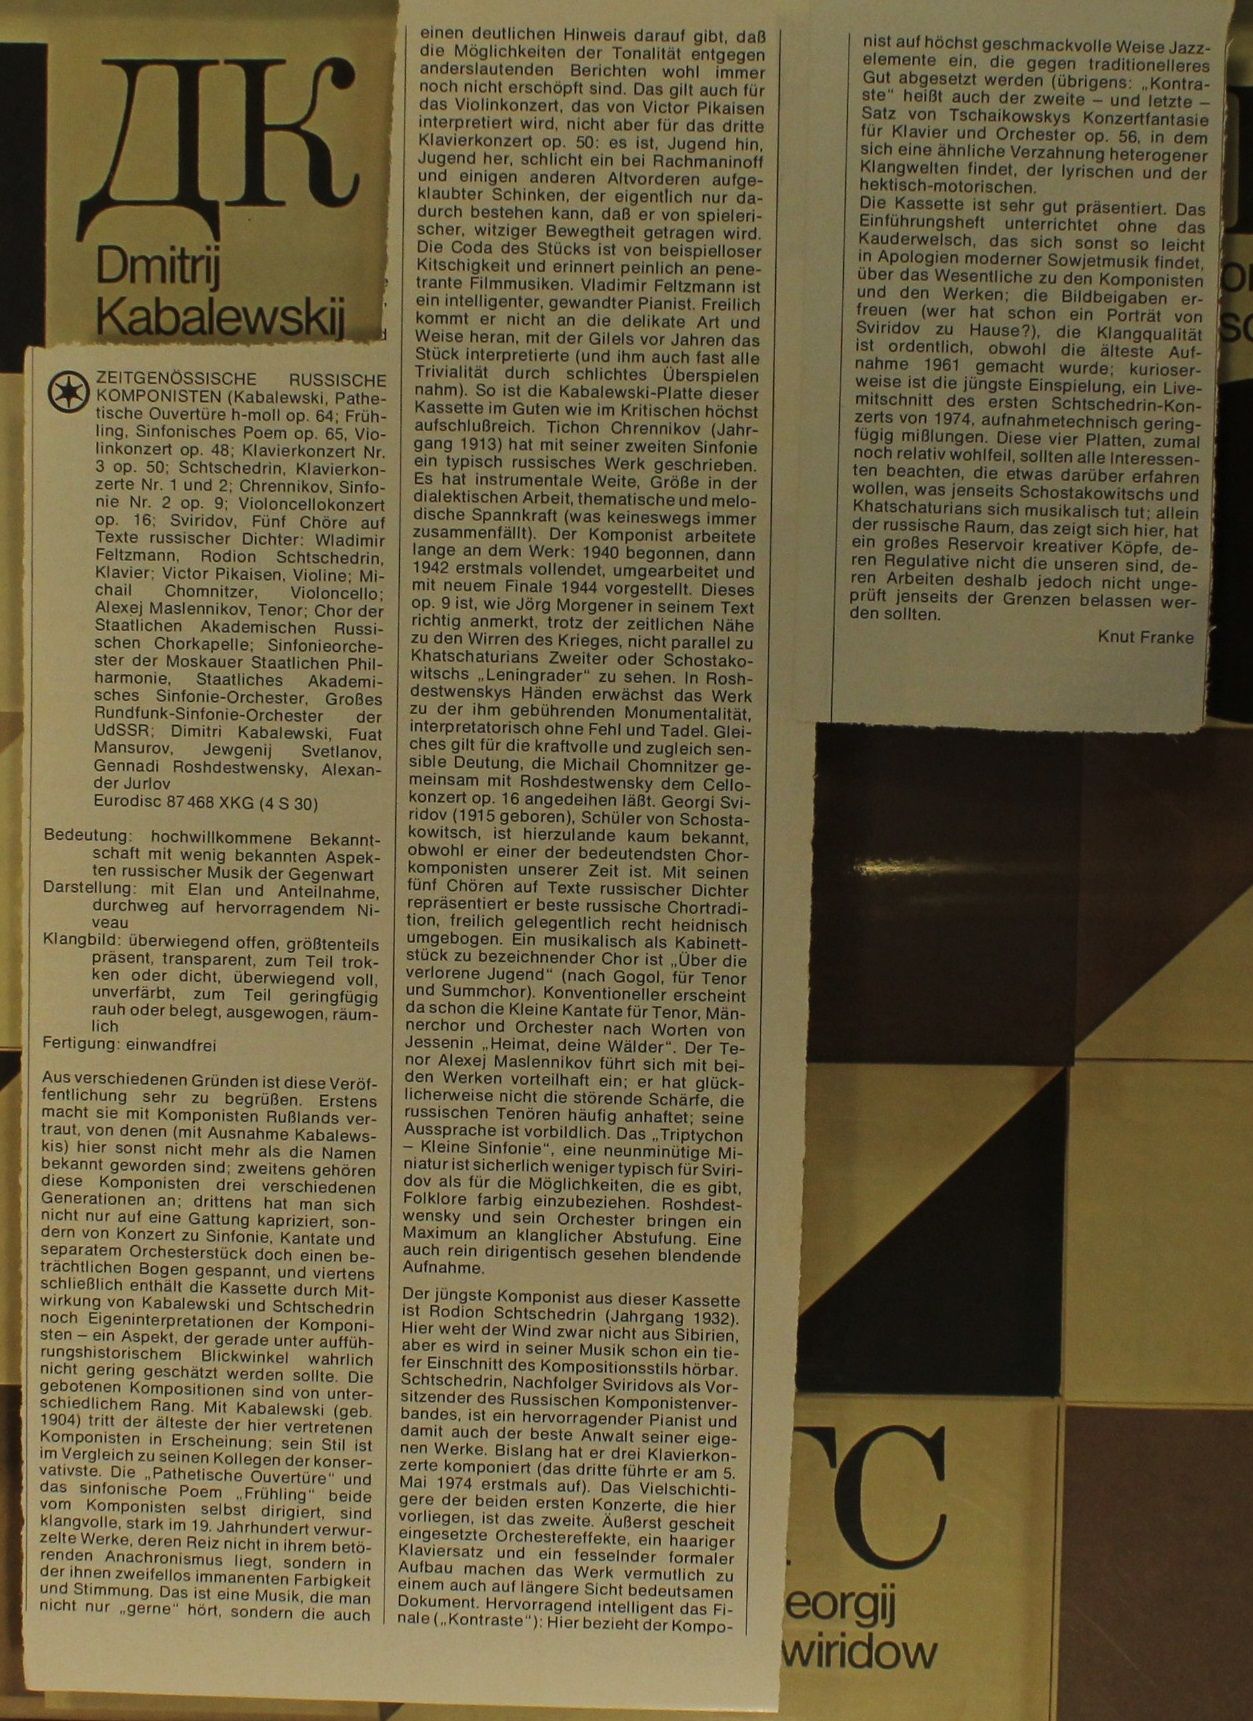 ДК
Dmitrij
Kabalewskij
ZEITGENÖSSISCHE RUSSISCHE
KOMPONISTEN (Kabalewski, Pathe-
tische Ouvertüre h-moll op. 64; Früh-
ling, Sinfonisches Poem op. 65, Vio-
linkonzert op. 48; Klavierkonzert Nr.
3 op. 50; Schtschedrin, Klavierkon-
zerte Nr. 1 und 2; Chrennikov, Sinfo-
nie Nr. 2 op. 9; Violoncellokonzert
op. 16; Sviridov, Fünf Chöre auf
Texte russischer Dichter: Wladimir
Feltzmann, Rodion Schtschedrin,
Klavier; Victor Pikaisen, Violine; Mi-
chail Chomnitzer, Violoncello;
Alexej Maslennikov, Tenor; Chor der
Staatlichen Akademischen Russi-
schen Chorkapelle; Sinfonieorche-
ster der Moskauer Staatlichen Phil-
harmonie, Staatliches Akademi-
sches Sinfonie-Orchester, Großes
Rundfunk-Sinfonie-Orchester der
UdSSR; Dimitri Kabalewski, Fuat
Mansurov, Jewgenij Svetlanov,
Gennadi Roshdestwensky, Alexan-
der Jurlov
Eurodisc 87 468 XKG (4 S 30)
Bedeutung: hochwillkommene Bekannt-
schaft mit wenig bekannten Aspek-
ten russischer Musik der Gegenwart
Darstellung: mit Elan und Anteilnahme,
durchweg auf hervorragendem Ni-
veau
Klangbild: überwiegend offen, größtenteils
präsent, transparent, zum Teil trok-
ken oder dicht, überwiegend voll,
unverfärbt, zum Teil geringfügig
rauh oder belegt, ausgewogen, räum-
lich
Fertigung: einwandfrei
Aus verschiedenen Gründen ist diese Veröf-
fentlichung sehr zu begrüßen. Erstens
macht sie mit Komponisten Rußlands ver-
traut, von denen (mit Ausnahme Kabalews-
kis) hier sonst nicht mehr als die Namen
bekannt geworden sind; zweitens gehören
diese Komponisten drei verschiedenen
Generationen an; drittens hat man sich
nicht nur auf eine Gattung kapriziert, son-
dern von Konzert zu Sinfonie, Kantate und
separatem Orchesterstück doch einen be-
trächtlichen Bogen gespannt, und viertens
schließlich enthält die Kassette durch Mit-
wirkung von Kabalewski und Schtschedrin
noch Eigeninterpretationen der Komponi-
sten – ein Aspekt, der gerade unter auffüh-
rungshistorischem Blickwinkel wahrlich
nicht gering geschätzt werden sollte. Die
gebotenen Kompositionen sind von unter-
schiedlichem Rang. Mit Kabalewski (geb.
1904) tritt der älteste der hier vertretenen
Komponisten in Erscheinung; sein Stil ist
im Vergleich zu seinen Kollegen der konser-
vativste. Die „Pathetische Ouvertüre“ und
das sinfonische Poem „Frühling“ beide
vom Komponisten selbst dirigiert, sind
klangvolle, stark im 19. Jahrhundert verwur-
zelte Werke, deren Reiz nicht in ihrem betö-
renden Anachronismus liegt, sondern in
der ihnen zweifellos immanenten Farbigkeit
und Stimmung. Das ist eine Musik, die man
nicht nur „gerne“ hört, sondern die auch
einen deutlichen Hinweis darauf gibt, daß
die Möglichkeiten der Tonalität entgegen
anderslautenden Berichten wohl immer
noch nicht erschöpft sind. Das gilt auch für
das Violinkonzert, das von Victor Pikaisen
interpretiert wird, nicht aber für das dritte
Klavierkonzert op. 50: es ist, Jugend hin,
Jugend her, schlicht ein bei Rachmaninoff
und einigen anderen Altvorderen aufge-
klaubter Schinken, der eigentlich nur da-
durch bestehen kann, daß er von spieleri-
scher, witziger Bewegtheit getragen wird.
Die Coda des Stücks ist von beispielloser
Kitschigkeit und erinnert peinlich an pene-
trante Filmmusiken. Vladimir Feltzmann ist
ein intelligenter, gewandter Pianist. Freilich
kommt er nicht an die delikate Art und
Weise heran, mit der Gilels vor Jahren das
Stück interpretierte (und ihm auch fast alle
Trivialität durch schlichtes Überspielen
nahm). So ist die Kabalewski-Platte dieser
Kassette im Guten wie im Kritischen höchst
aufschlußreich. Tichon Chrennikov (Jahr-
gang 1913) hat mit seiner zweiten Sinfonie
ein typisch russisches Werk geschrieben.
Es hat instrumentale Weite, Größe in der
dialektischen Arbeit, thematische und melo-
dische Spannkraft (was keineswegs immer
zusammenfällt). Der Komponist arbeitete
lange an dem Werk: 1940 begonnen, dann
1942 erstmals vollendet, umgearbeitet und
mit neuem Finale 1944 vorgestellt. Dieses
op. 9 ist, wie Jörg Morgener in seinem Text
richtig anmerkt, trotz der zeitlichen Nähe
zu den Wirren des Krieges, nicht parallel zu
Khatschaturians Zweiter oder Schostako-
witschs „Leningrader“ zu sehen. In Rosh-
destwenskys Händen erwächst das Werk
zu der ihm gebührenden Monumentalität,
interpretatorisch ohne Fehl und Tadel. Glei-
ches gilt für die kraftvolle und zugleich sen-
sible Deutung, die Michail Chomnitzer ge-
meinsam mit Roshdestwensky dem Cello-
konzert op. 16 angedeihen läßt. Georgi Svi-
ridov (1915 geboren), Schüler von Schosta-
kowitsch, ist hierzulande kaum bekannt,
obwohl er einer der bedeutendsten Chor-
komponisten unserer Zeit ist. Mit seinen
fünf Chören auf Texte russischer Dichter
repräsentiert er beste russische Chortradi-
tion, freilich gelegentlich recht heidnisch
umgebogen. Ein musikalisch als Kabinett-
stück zu bezeichnender Chor ist „Über die
verlorene Jugend“ (nach Gogol, für Tenor
und Summchor). Konventioneller erscheint
da schon die Kleine Kantate für Tenor, Män-
nerchor und Orchester nach Worten von
Jessenin „Heimat, deine Wälder“. Der Te-
nor Alexej Maslennikov führt sich mit bei-
den Werken vorteilhaft ein; er hat glück-
licherweise nicht die störende Schärfe, die
russischen Tenören häufig anhaftet; seine
Aussprache ist vorbildlich. Das „Triptychon
– Kleine Sinfonie“, eine neunminütige Mi-
niatur ist sicherlich weniger typisch für Sviri-
dov als für die Möglichkeiten, die es gibt,
Folklore farbig einzubeziehen. Roshdest-
wensky und sein Orchester bringen ein
Maximum an klanglicher Abstufung. Eine
auch rein dirigentisch gesehen blendende
Aufnahme.
Der jüngste Komponist aus dieser Kassette
ist Rodion Schtschedrin (Jahrgang 1932).
Hier weht der Wind zwar nicht aus Sibirien,
aber es wird in seiner Musik schon ein tie-
fer Einschnitt des Kompositionsstils hörbar.
Schtschedrin, Nachfolger Sviridovs als Vor-
sitzender des Russischen Komponistenver-
bandes, ist ein hervorragender Pianist und
damit auch der beste Anwalt seiner eige-
nen Werke. Bislang hat er drei Klavierkon-
zerte komponiert (das dritte führte er am 5.
Mai 1974 erstmals auf). Das Vielschichti-
gere der beiden ersten Konzerte, die hier
vorliegen, ist das zweite. Äußerst gescheit
eingesetzte Orchestereffekte, ein haariger
Klaviersatz und ein fesselnder formaler
Aufbau machen das Werk vermutlich zu
einem auch auf längere Sicht bedeutsamen
Dokument. Hervorragend intelligent das Fi-
nale („Kontraste“): Hier bezieht der Kompo-
nist auf höchst geschmackvolle Weise Jazz-
elemente ein, die gegen traditionelleres
Gut abgesetzt werden (übrigens: „Kontra-
ste“ heißt auch der zweite – und letzte –
Satz von Tschaikowskys Konzertfantasie
für Klavier und Orchester op. 56, in dem
sich eine ähnliche Verzahnung heterogener
Klangwelten findet, der lyrischen und der
hektisch-motorischen.
Die Kassette ist sehr gut präsentiert. Das
Einführungsheft unterrichtet ohne das
Kauderwelsch, das sich sonst so leicht
in Apologien moderner Sowjetmusik findet,
über das Wesentliche zu den Komponisten
und den Werken; die Bildbeigaben er-
freuen (wer hat schon ein Porträt von
Sviridov zu Hause?), die Klangqualität
ist ordentlich, obwohl die älteste Auf-
nahme 1961 gemacht wurde; kurioser-
weise ist die jüngste Einspielung, ein Live-
mitschnitt des ersten Schtschedrin-Kon-
zerts von 1974, aufnahmetechnisch gering-
fügig mißlungen. Diese vier Platten, zumal
noch relativ wohlfeil, sollten alle Interessen-
ten beachten, die etwas darüber erfahren
wollen, was jenseits Schostakowitschs und
Khatschaturians sich musikalisch tut; allein
der russische Raum, das zeigt sich hier, hat
ein großes Reservoir kreativer Köpfe, de-
ren Regulative nicht die unseren sind, de-
ren Arbeiten deshalb jedoch nicht unge-
prüft jenseits der Grenzen belassen wer-
den sollten.
Knut Franke
ГС
eorgij
wiridow